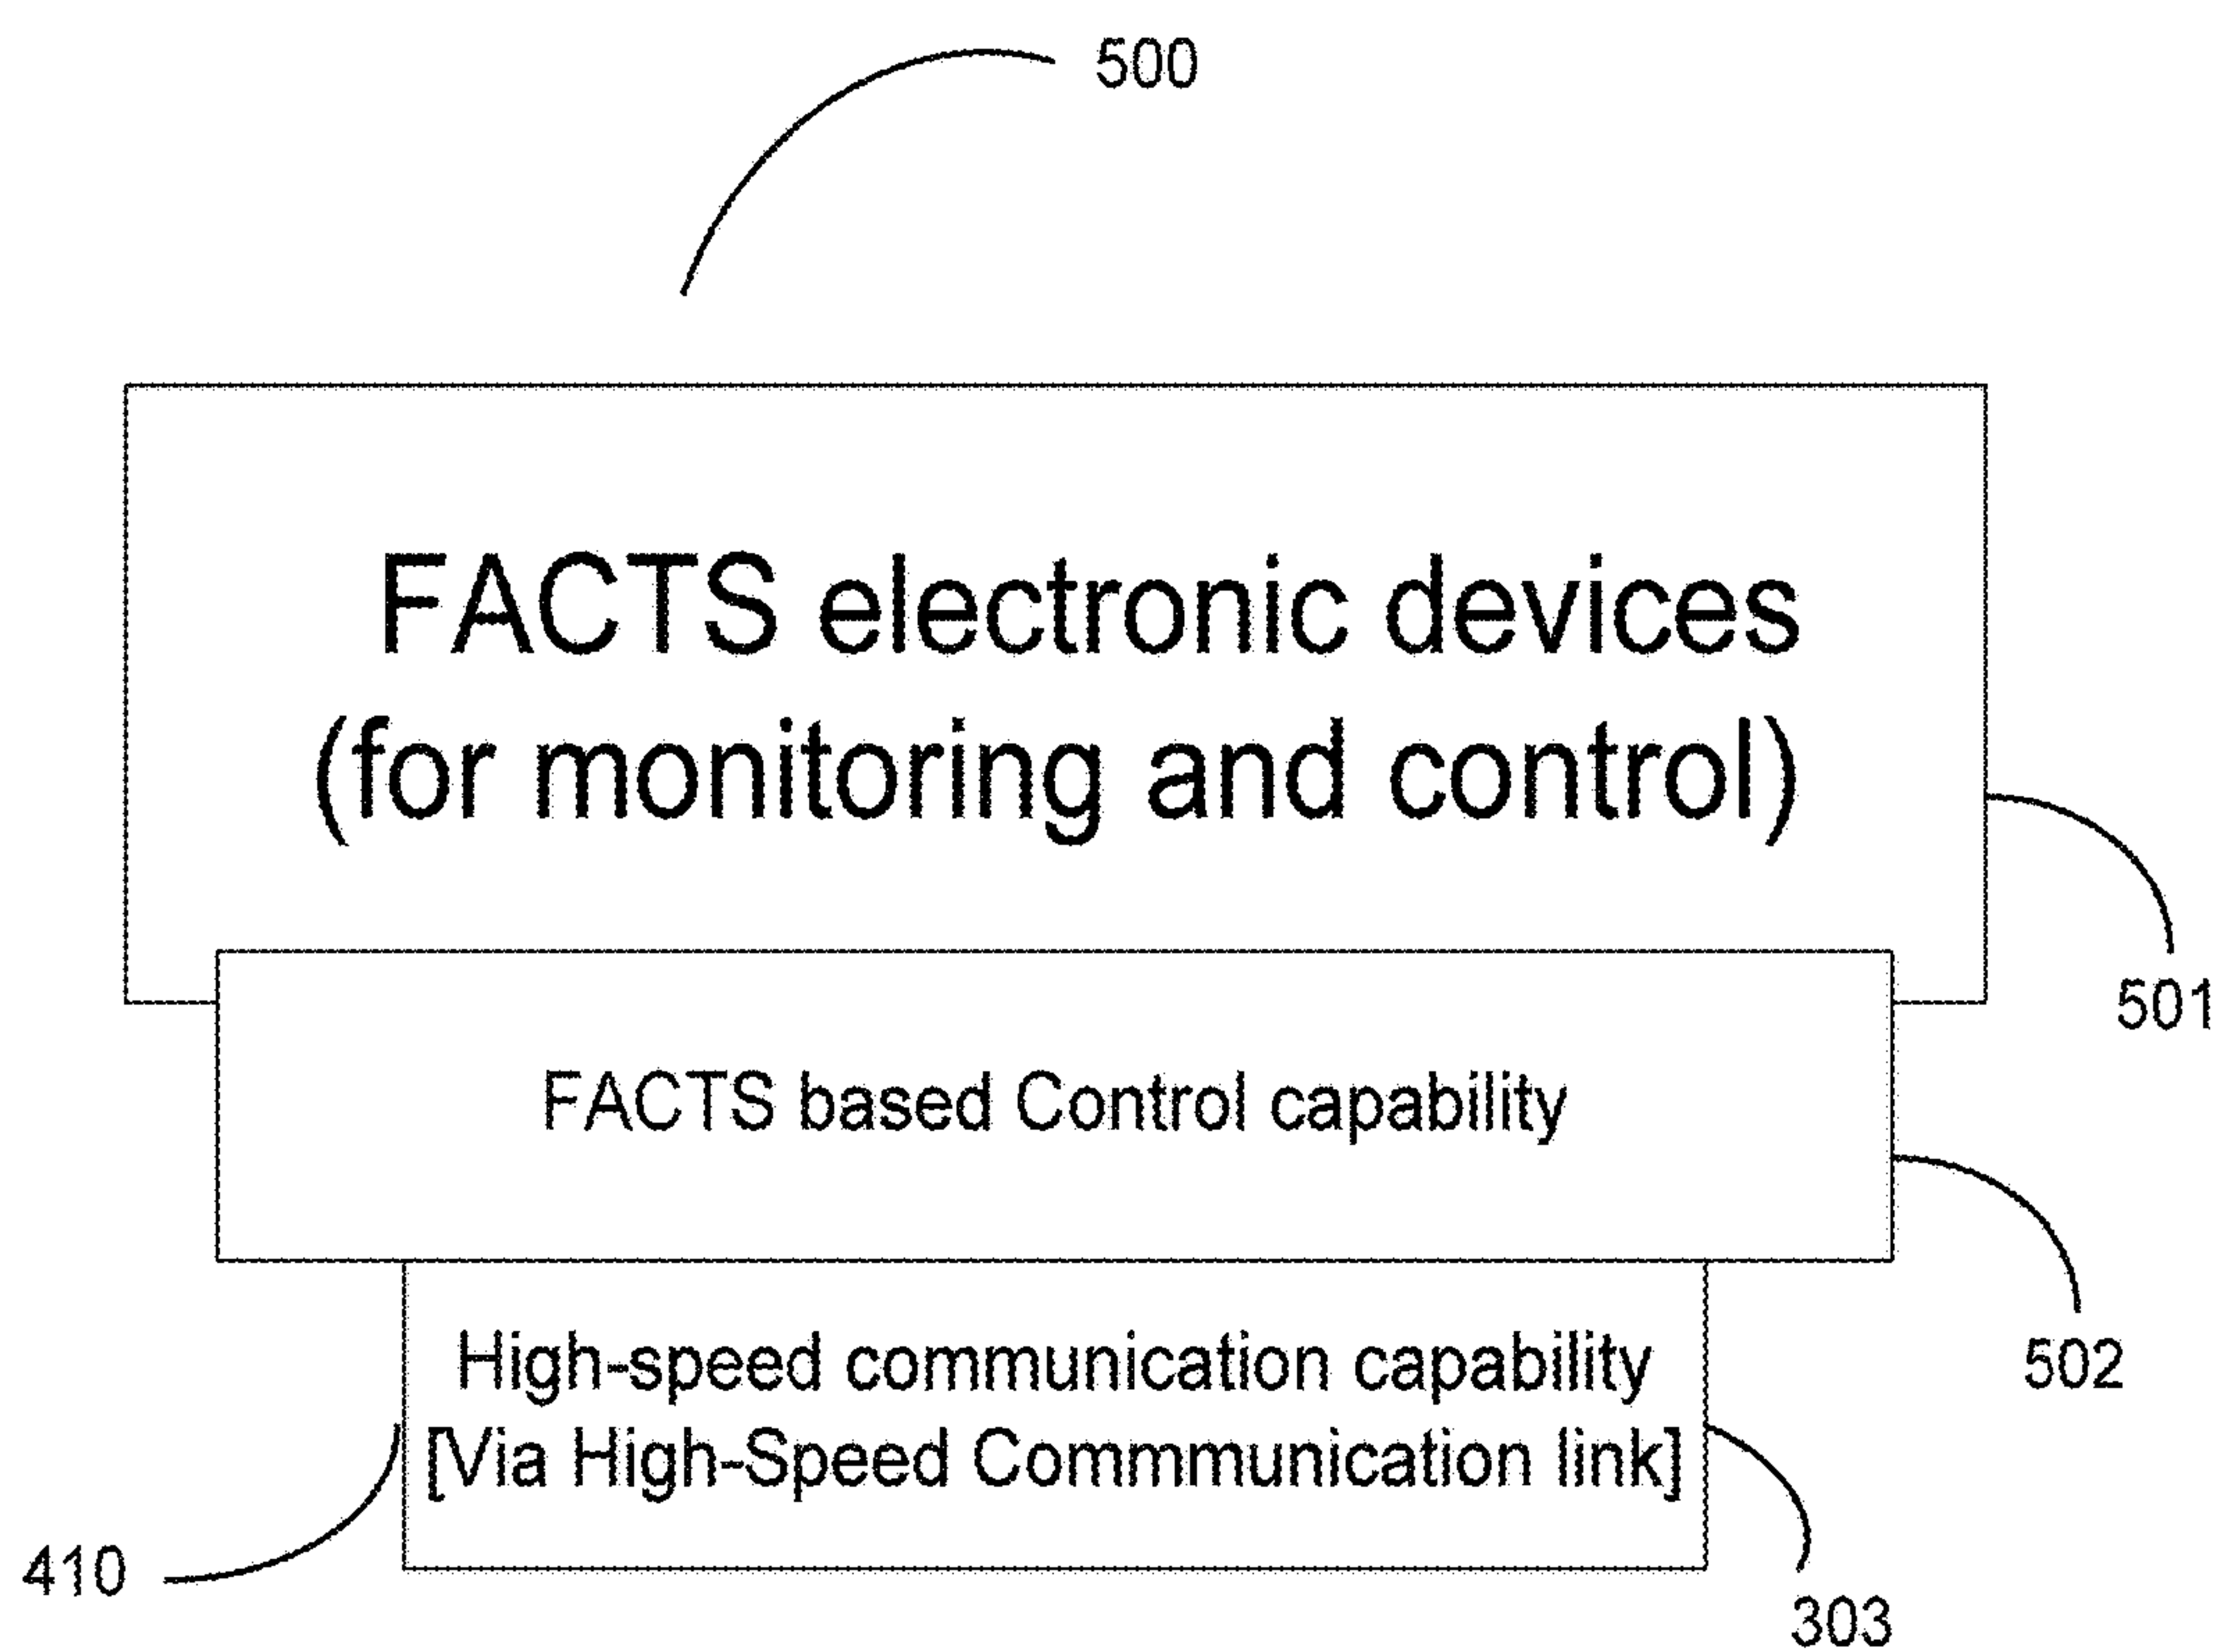 500
FACTS electronic devices
(for monitoring and control)
501
FACTS based Control capability
502
High-speed communication capability
[Via High-Speed Commmunication link]
410
303